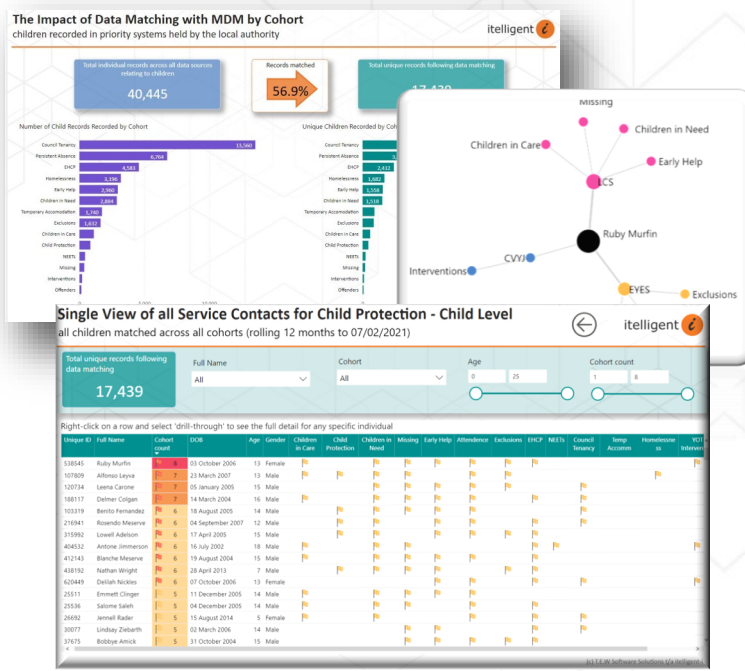 The Impact of Data Matching with MDM by Cohort
children recorded in priority systems held by the local authority
itelligent i
Total individual records across all data sources
relating to children
40,445
Records matched
56.9%
Total unique records following data matching
17,439
Number of Child Records Recorded by Cohort
Council Tenancy 13,560
Persistent Absence 6,704
EHCP 4,583
Homelessness 3,196
Early Help 2,960
Children in Need 2,884
Temporary Accomodation 1,740
Exclusions 1,632
Children in Care
Child Protection
NEETs
Missing
Interventions
Offenders
Unique Children Recorded by Coh
Council Tenancy
Persistent Absence
EHCP 2,412
Homelessness 1,682
Early Help 1,558
Children in Need 1,518
Temporary Accomodation
Exclusions
Children in Care
Child Protection
NEETs
Missing
Interventions
Offenders
Missing
Children in Need
Children in Care
Early Help
LCS
Ruby Murfin
CVYJ
Interventions
EYES
Exclusions
Single View of all Service Contacts for Child Protection - Child Level
all children matched across all cohorts (rolling 12 months to 07/02/2021)
itelligent i
Total unique records following
data matching
17,439
Full Name
All
Cohort
All
Age
0 25
Cohort count
1 8
Right-click on a row and select 'drill-through' to see the full detail for any specific individual
Unique ID Full Name Cohort count DOB Age Gender Children in Care Child Protection Children in Need Missing Early Help Attendence Exclusions EHCP NEETs Council Tenancy Temp Accomm Homelessne ss YOT Interven
538545 Ruby Murfin 8 03 October 2006 13 Female
107809 Alfonso Leyva 7 23 March 2007 13 Male
120734 Leena Carone 7 05 January 2005 15 Male
188117 Delmer Colgan 7 14 March 2004 16 Male
103319 Benito Fernandez 6 18 August 2005 14 Male
216941 Rosendo Meserve 6 04 September 2007 12 Male
315992 Lowell Adelson 6 17 April 2005 15 Male
404532 Antone Jimmerson 6 16 July 2002 18 Male
412143 Blanche Meserve 6 19 August 2004 15 Male
438192 Nathan Wright 6 28 April 2013 7 Male
620449 Delilah Nickles 6 07 October 2006 13 Female
25511 Emmett Clinger 5 11 December 2005 14 Male
25536 Salome Saleh 5 04 December 2005 14 Male
26692 Jennell Rader 5 15 August 2014 5 Female
30077 Lindsay Ziebarth 5 02 March 2006 14 Male
37675 Bobbye Amick 5 31 October 2004 15 Male
(c) T.E.W Software Solutions t/a itelligent-i